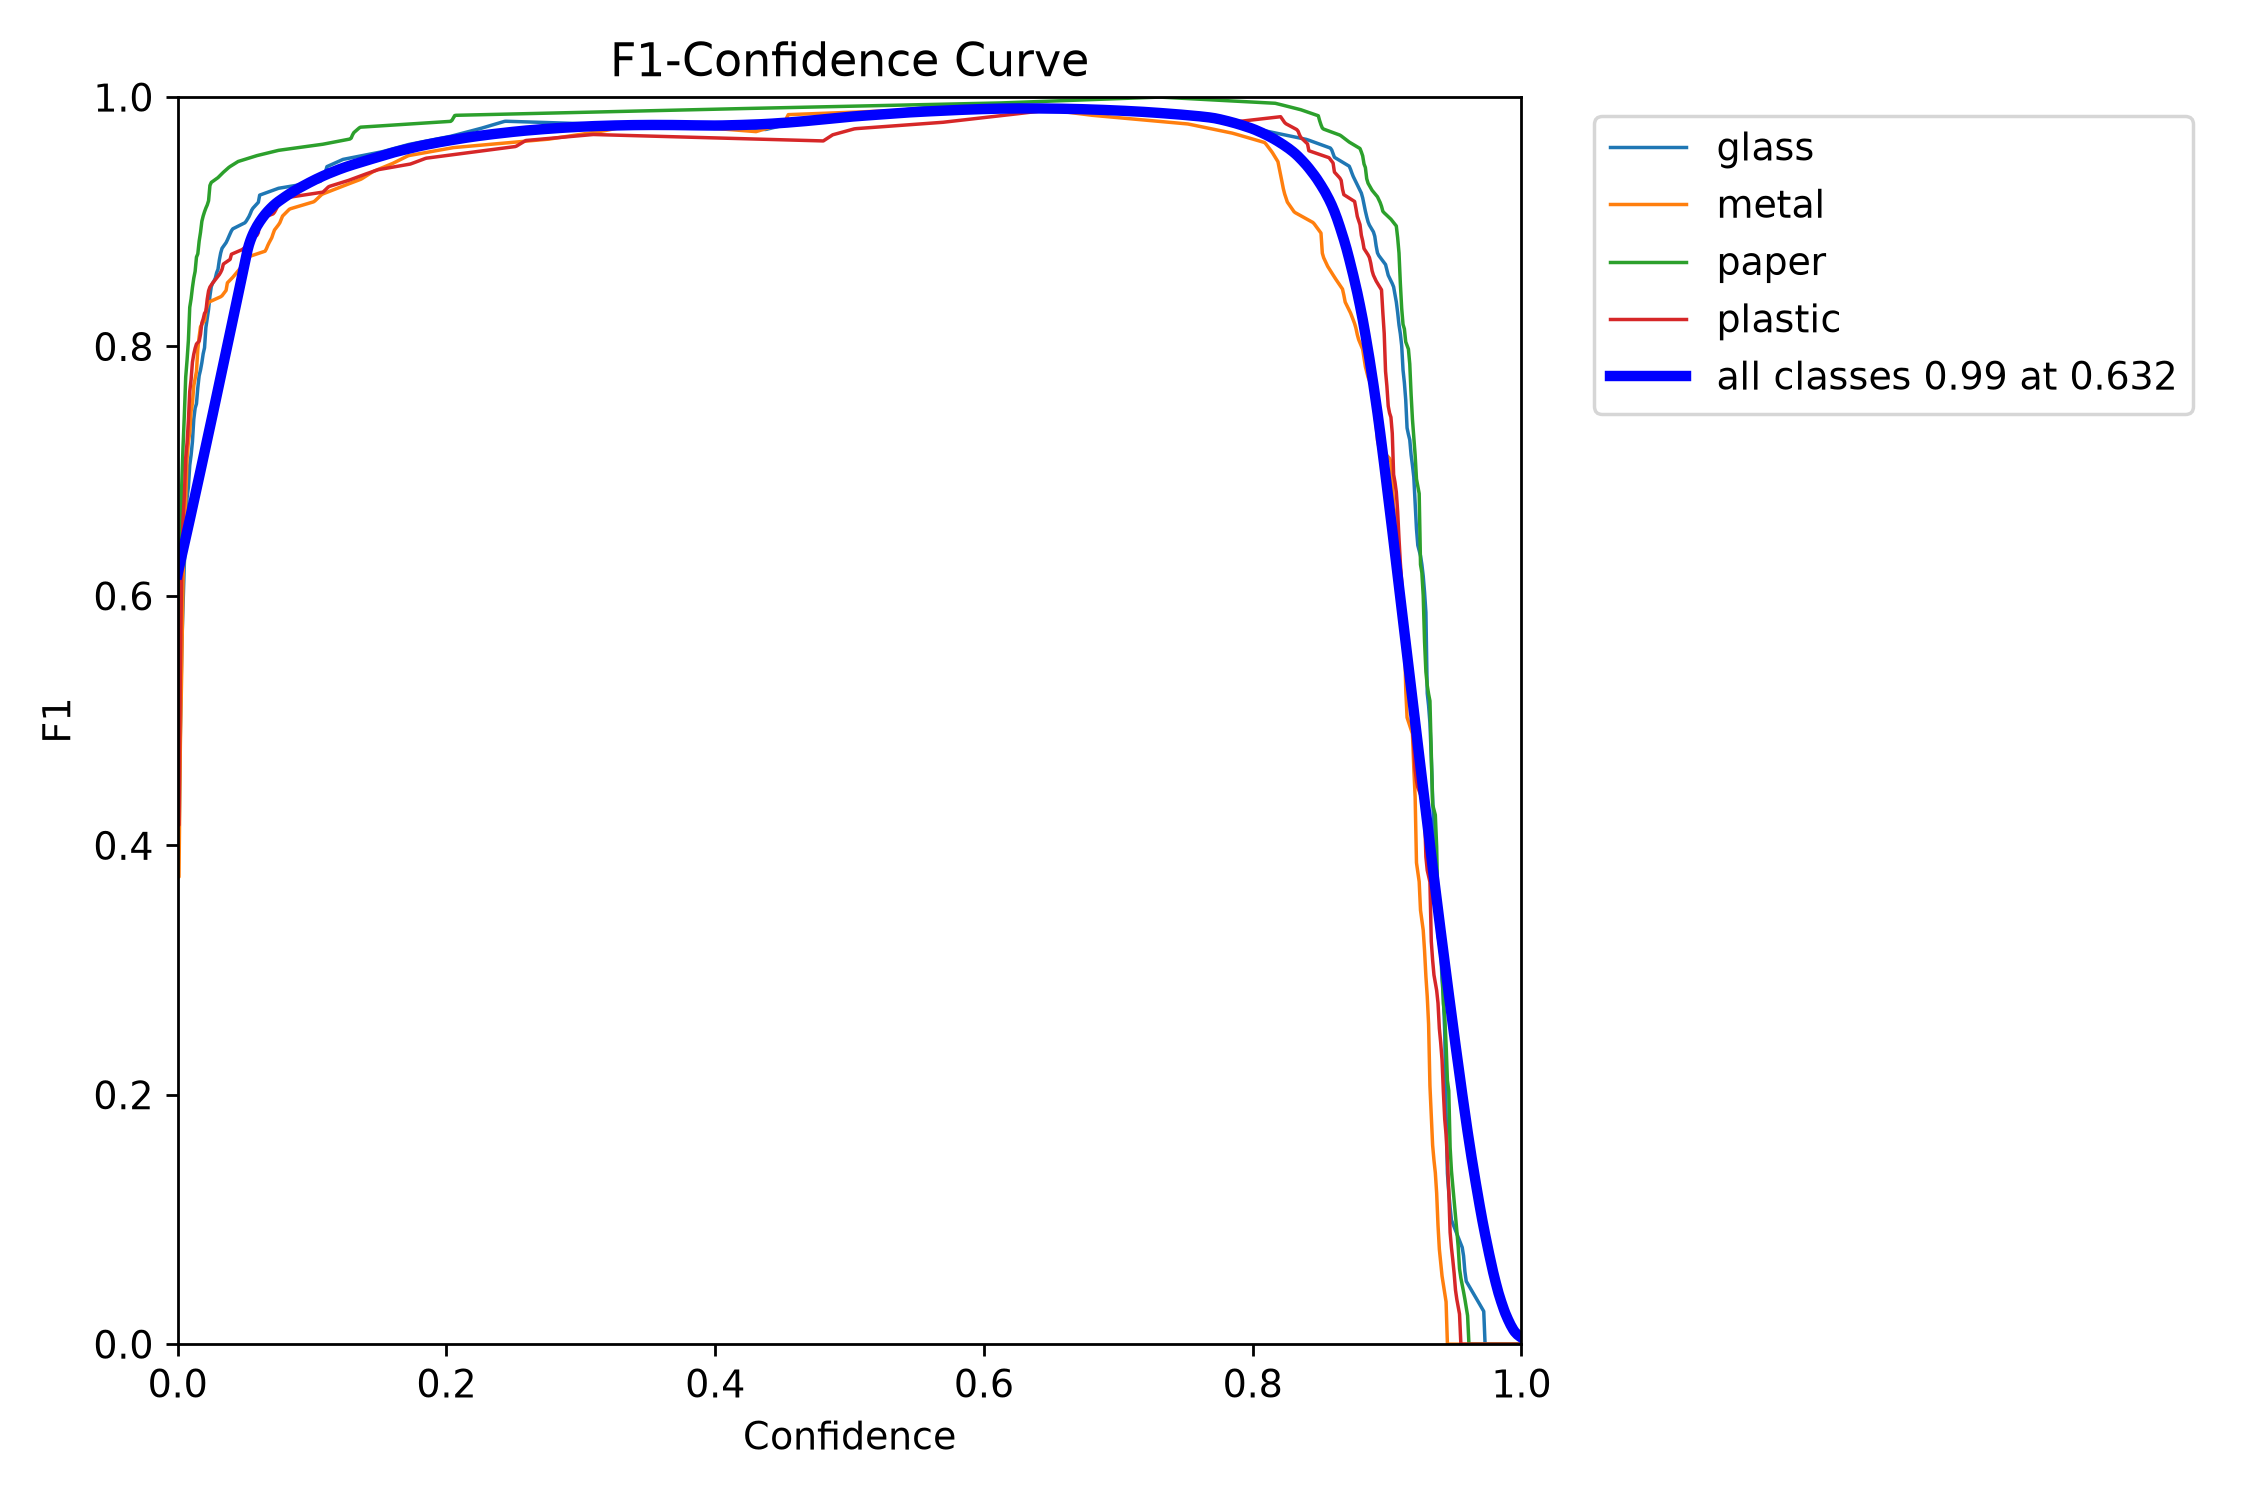 F1-Confidence Curve
1.0
0.8
0.6
0.4
0.2
0.0
F1
0.0 0.2 0.4 0.6 0.8 1.0
Confidence
glass
metal
paper
plastic
all classes 0.99 at 0.632